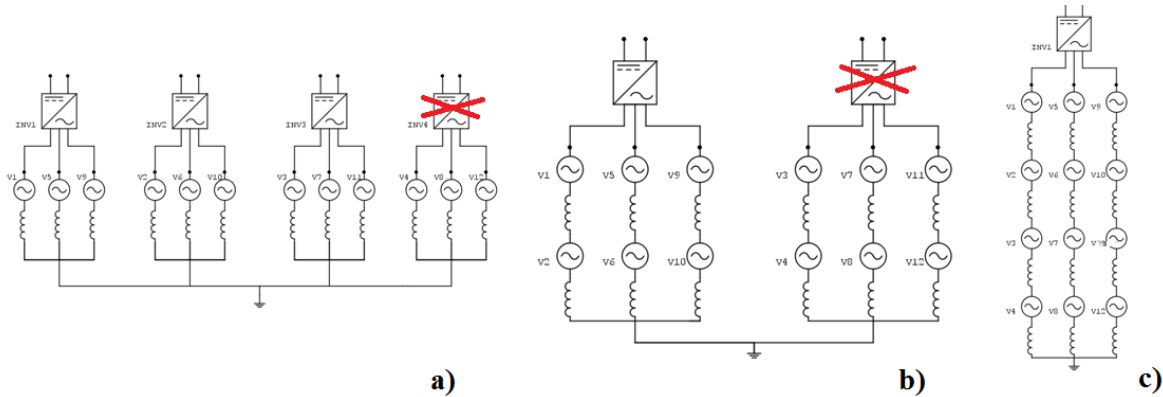 INV1 INV2 INV3 INV4
V1 V5 V9 V2 V6 V10 V3 V7 V11 V4 V8 V12
a)
V1 V5 V9 V3 V7 V11
V2 V6 V10 V4 V8 V12
b)
INV1
V1 V5 V9
V2 V6 V10
V3 V7
V4 V8 V12
c)